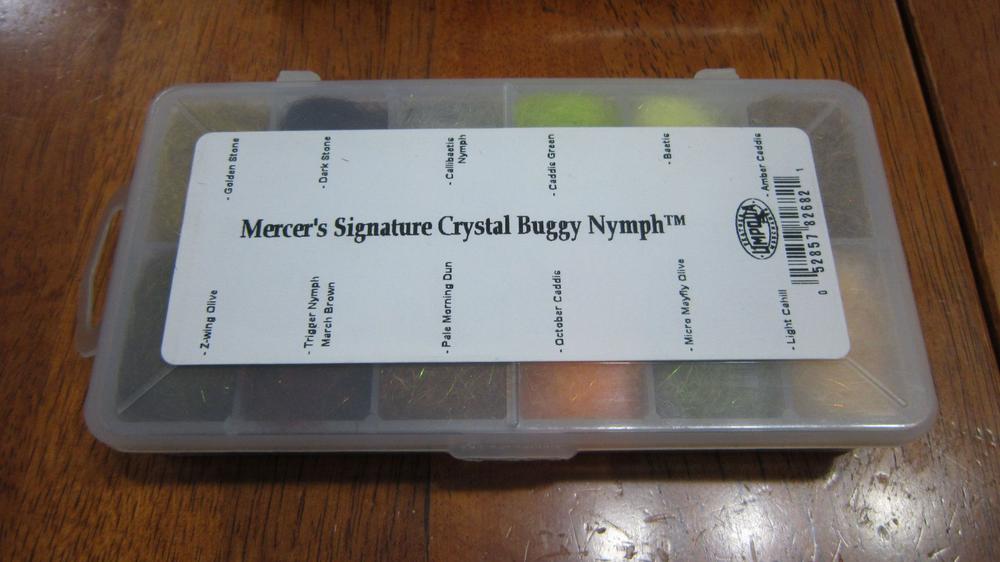 - Golden Stone
- Dark Stone
- Callibaetis
Nymph
- Caddis Green
- Baetis
- Amber Caddis
Mercer's Signature Crystal Buggy Nymph™
UMPQUA
0 52857 82682 1
- Z-wing Olive
- Trigger Nymph
March Brown
- Pale Morning Dun
- October Caddis
- Micro Mayfly Olive
- Light Cahill